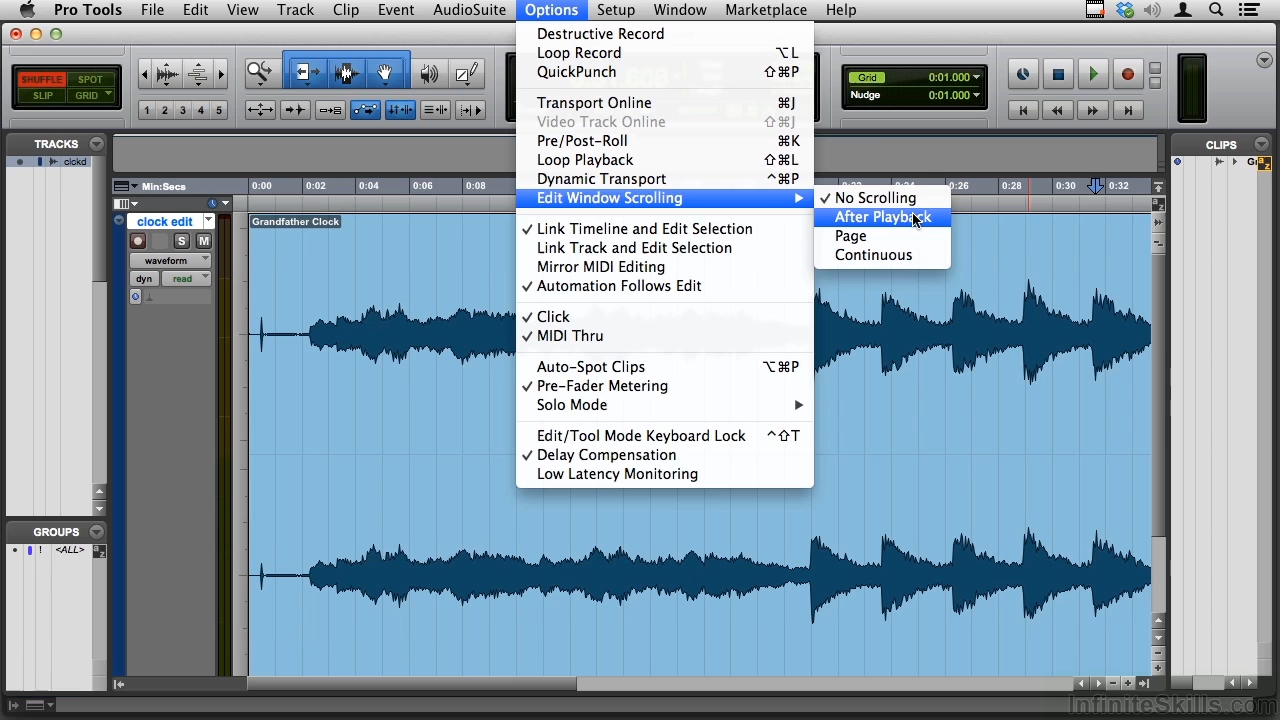 Pro Tools File Edit View Track Clip Event AudioSuite Options Setup Window Marketplace Help
SHUFFLE SPOT
SLIP GRID
1 2 3 4 5
Grid 0:01.000
Nudge 0:01.000
Destructive Record
Loop Record ⌥L
QuickPunch ⇧⌘P
Transport Online ⌘J
Video Track Online ⇧⌘J
Pre/Post-Roll ⌘K
Loop Playback ⇧⌘L
Dynamic Transport ^⌘P
Edit Window Scrolling
No Scrolling
After Playback
Page
Continuous
✓ Link Timeline and Edit Selection
Link Track and Edit Selection
Mirror MIDI Editing
✓ Automation Follows Edit
✓ Click
✓ MIDI Thru
Auto-Spot Clips ⌥⌘P
✓ Pre-Fader Metering
Solo Mode
Edit/Tool Mode Keyboard Lock ^⇧T
✓ Delay Compensation
Low Latency Monitoring
TRACKS
clckd
CLIPS
G
Min:Secs 0:00 0:02 0:04 0:06 0:08 0:26 0:28 0:30 0:32
clock edit
S M
waveform
dyn read
Grandfather Clock
GROUPS
! <ALL>
a z
InfiniteSkills.com